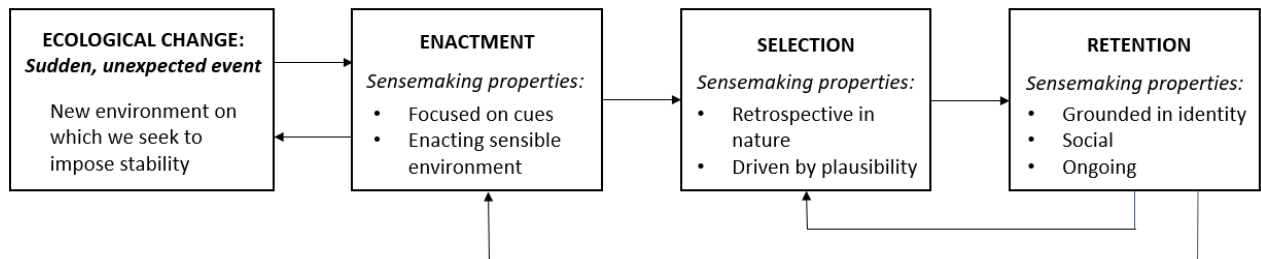 ECOLOGICAL CHANGE:
Sudden, unexpected event
New environment on
which we seek to
impose stability
ENACTMENT
Sensemaking properties:
• Focused on cues
• Enacting sensible
environment
SELECTION
Sensemaking properties:
• Retrospective in
nature
• Driven by plausibility
RETENTION
Sensemaking properties:
• Grounded in identity
• Social
• Ongoing